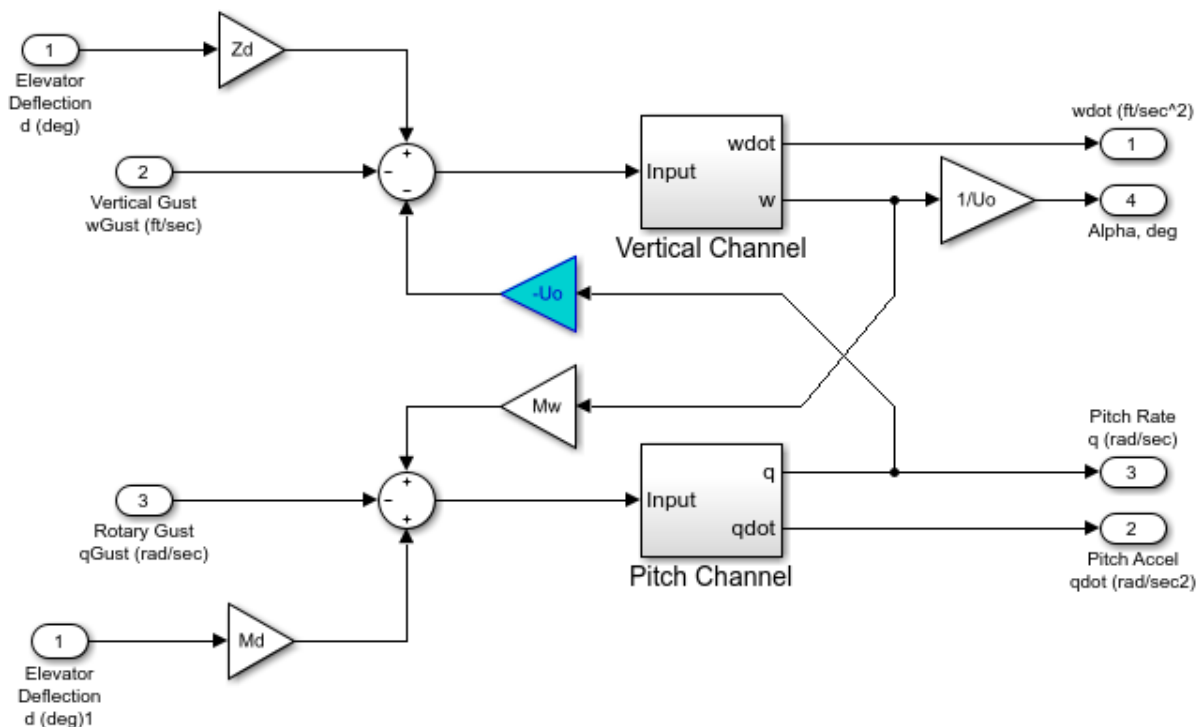 1
Elevator
Deflection
d (deg)
Zd
2
Vertical Gust
wGust (ft/sec)
+
−
−
Input
wdot
w
Vertical Channel
wdot (ft/sec^2)
1
1/Uo
4
Alpha, deg
-Uo
Mw
3
Rotary Gust
qGust (rad/sec)
+
−
+
Input
q
qdot
Pitch Channel
Pitch Rate
q (rad/sec)
3
2
Pitch Accel
qdot (rad/sec2)
1
Elevator
Deflection
d (deg)1
Md